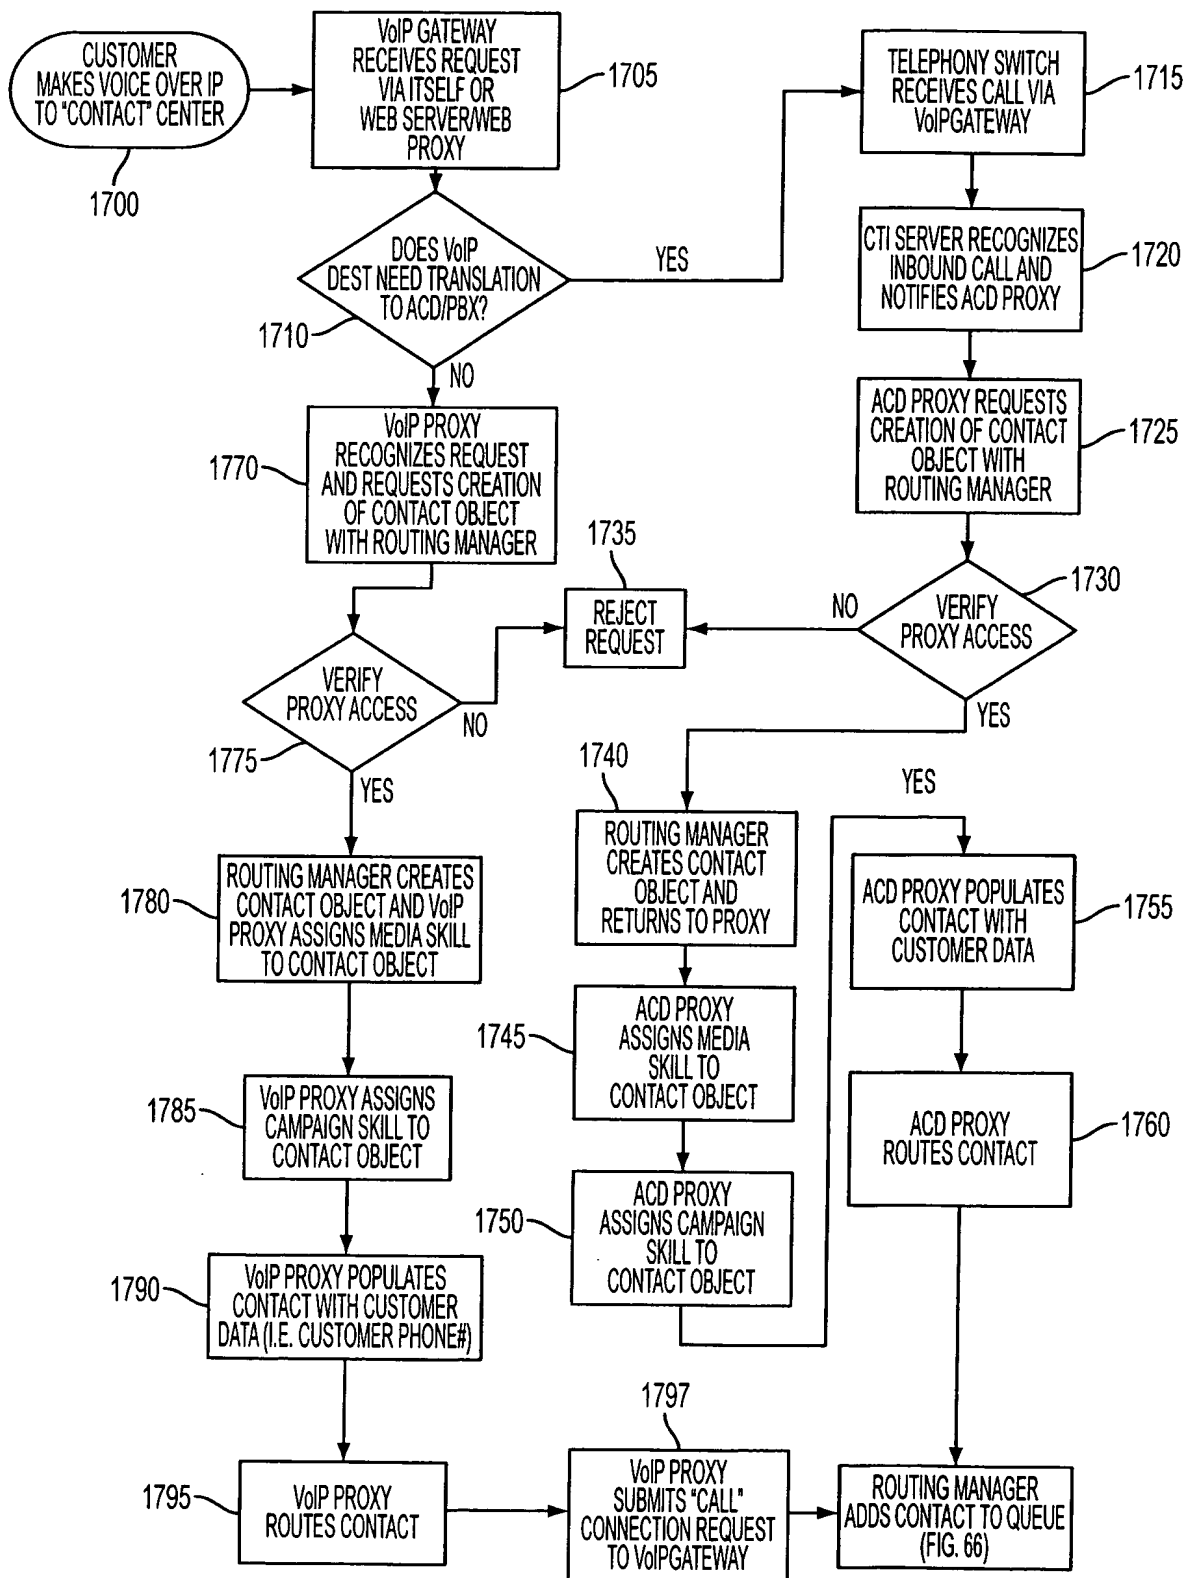 CUSTOMER
MAKES VOICE OVER IP
TO "CONTACT" CENTER
1700
VoIP GATEWAY
RECEIVES REQUEST
VIA ITSELF OR
WEB SERVER/WEB
PROXY
1705
DOES VoIP
DEST NEED TRANSLATION
TO ACD/PBX?
1710
YES
NO
TELEPHONY SWITCH
RECEIVES CALL VIA
VoIPGATEWAY
1715
CTI SERVER RECOGNIZES
INBOUND CALL AND
NOTIFIES ACD PROXY
1720
ACD PROXY REQUESTS
CREATION OF CONTACT
OBJECT WITH
ROUTING MANAGER
1725
VERIFY
PROXY ACCESS
1730
NO
YES
1735
REJECT
REQUEST
1770
VoIP PROXY
RECOGNIZES REQUEST
AND REQUESTS CREATION
OF CONTACT OBJECT
WITH ROUTING MANAGER
VERIFY
PROXY ACCESS
1775
NO
YES
1780
ROUTING MANAGER CREATES
CONTACT OBJECT AND VoIP
PROXY ASSIGNS MEDIA SKILL
TO CONTACT OBJECT
1785
VoIP PROXY ASSIGNS
CAMPAIGN SKILL TO
CONTACT OBJECT
1790
VoIP PROXY POPULATES
CONTACT WITH CUSTOMER
DATA (I.E. CUSTOMER PHONE#)
1795
VoIP PROXY
ROUTES CONTACT
1740
ROUTING MANAGER
CREATES CONTACT
OBJECT AND
RETURNS TO PROXY
1745
ACD PROXY
ASSIGNS MEDIA
SKILL TO
CONTACT OBJECT
1750
ACD PROXY
ASSIGNS CAMPAIGN
SKILL TO
CONTACT OBJECT
YES
ACD PROXY POPULATES
CONTACT WITH
CUSTOMER DATA
1755
ACD PROXY
ROUTES CONTACT
1760
1797
VoIP PROXY
SUBMITS "CALL"
CONNECTION REQUEST
TO VoIPGATEWAY
ROUTING MANAGER
ADDS CONTACT TO QUEUE
(FIG. 66)